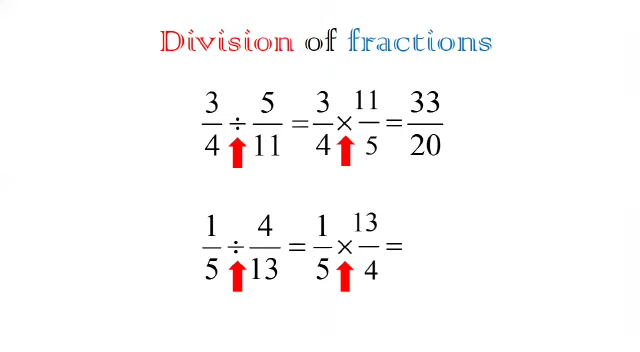 Division of fractions
3/4 ÷ 5/11 = 3/4 × 11/5 = 33/20
1/5 ÷ 4/13 = 1/5 × 13/4 =